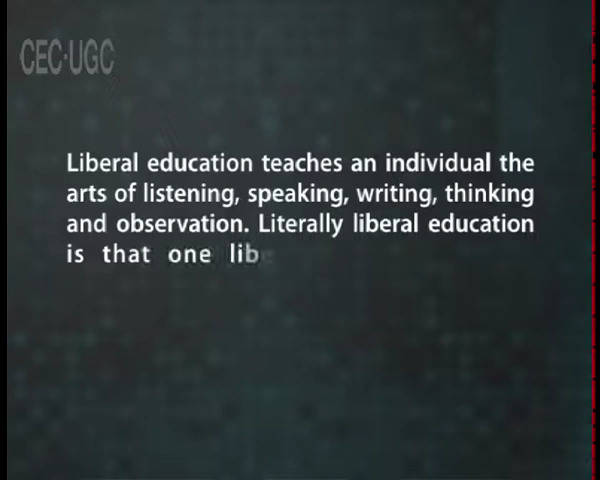 CEC-UGC
Liberal education teaches an individual the
arts of listening, speaking, writing, thinking
and observation. Literally liberal education
is that one libe